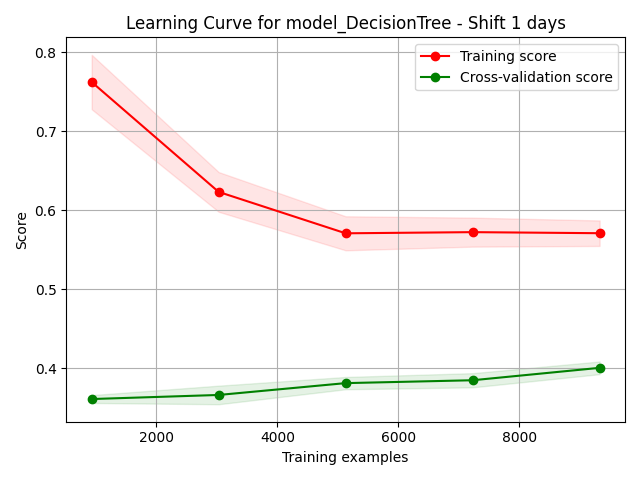 Learning Curve for model_DecisionTree - Shift 1 days
Training score
Cross-validation score
Score
0.8
0.7
0.6
0.5
0.4
2000
4000
6000
8000
Training examples